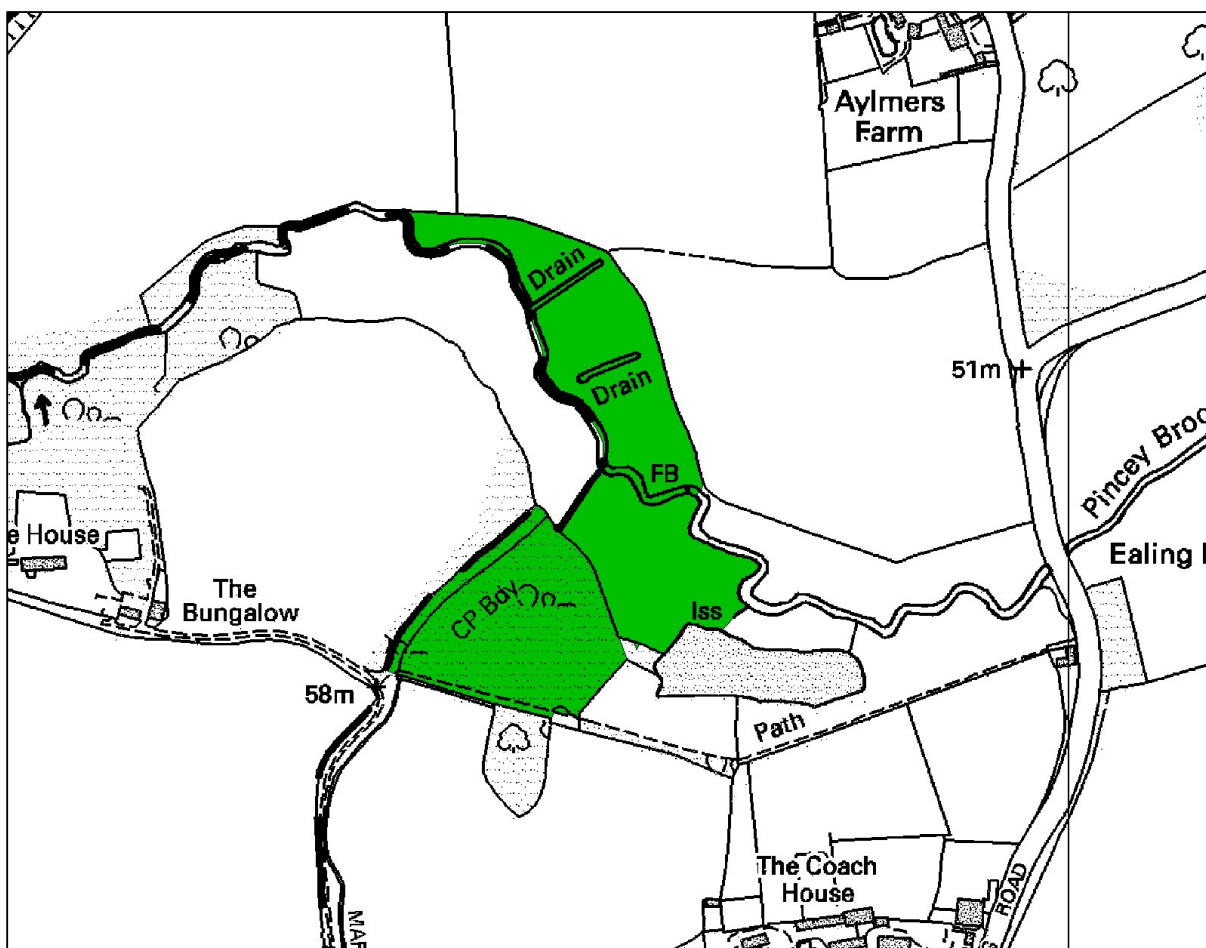 Aylmers
Farm
Drain
51m
Drain
Pincey Broo
FB
e House
Ealing
The
Bungalow
CP Bdy
Iss
58m
Path
The Coach
House
ROAD
MAR